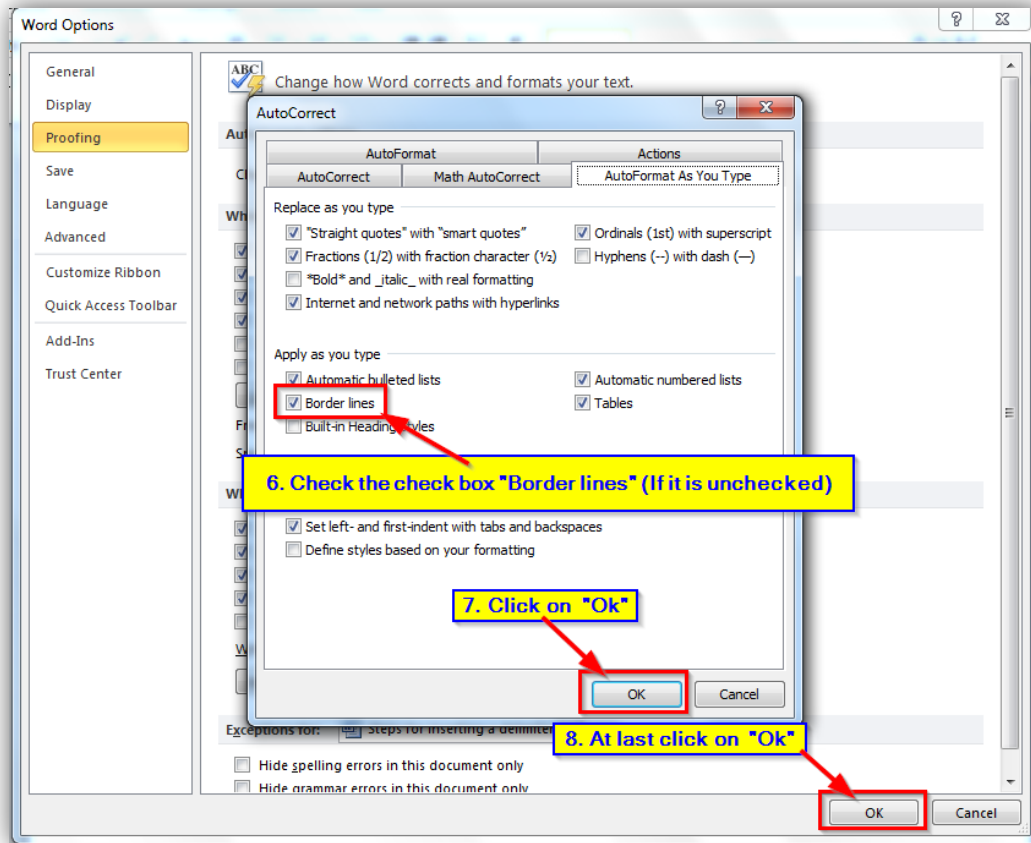 Word Options
General
Display
Proofing
Save
Language
Advanced
Customize Ribbon
Quick Access Toolbar
Add-Ins
Trust Center
ABC
Change how Word corrects and formats your text.
AutoCorrect
AutoFormat
Actions
AutoCorrect
Math AutoCorrect
AutoFormat As You Type
Replace as you type
"Straight quotes" with “smart quotes”
Ordinals (1st) with superscript
Fractions (1/2) with fraction character (½)
Hyphens (--) with dash (—)
*Bold* and _italic_ with real formatting
Internet and network paths with hyperlinks
Apply as you type
Automatic bulleted lists
Automatic numbered lists
Border lines
Tables
Built-in Heading Styles
6. Check the check box "Border lines" (If it is unchecked)
Set left- and first-indent with tabs and backspaces
Define styles based on your formatting
7. Click on "Ok"
OK
Cancel
Exceptions for:
Steps for inserting a delimite
8. At last click on "Ok"
Hide spelling errors in this document only
Hide grammar errors in this document only
OK
Cancel